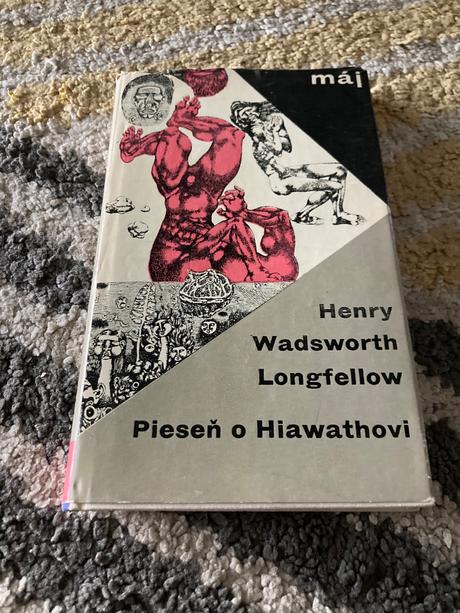 máj
Henry
Wadsworth
Longfellow
Pieseň o Hiawathovi